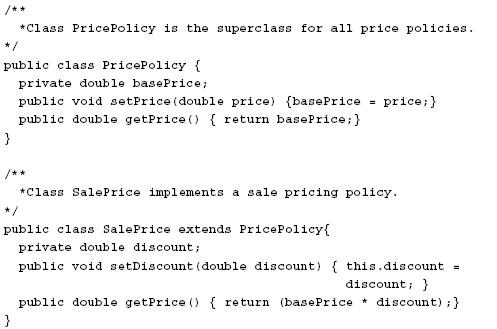 /**
  *Class PricePolicy is the superclass for all price policies.
*/
public class PricePolicy {
  private double basePrice;
  public void setPrice(double price) {basePrice = price;}
  public double getPrice() { return basePrice;}
}

/**
  *Class SalePrice implements a sale pricing policy.
*/
public class SalePrice extends PricePolicy{
  private double discount;
  public void setDiscount(double discount) { this.discount =
                                             discount; }
  public double getPrice() { return (basePrice * discount);}
}